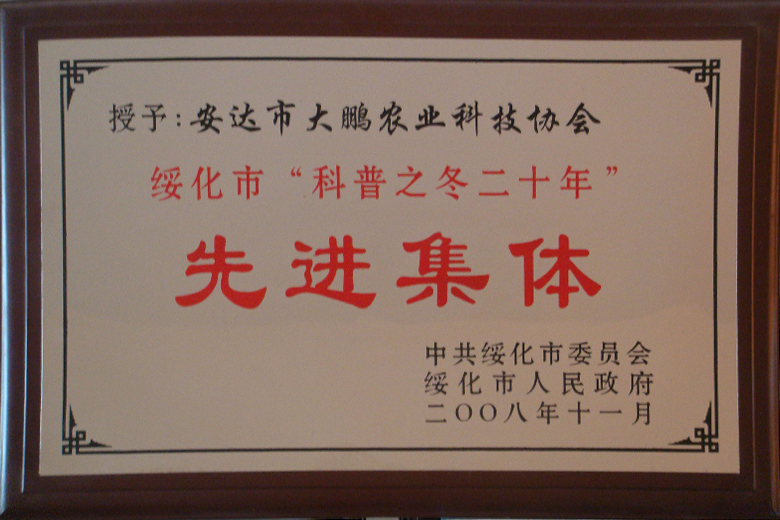 授予:安达市大鹏农业科技协会
绥化市“科普之冬二十年”
先进集体
中共绥化市委员会
绥化市人民政府
二〇〇八年十一月